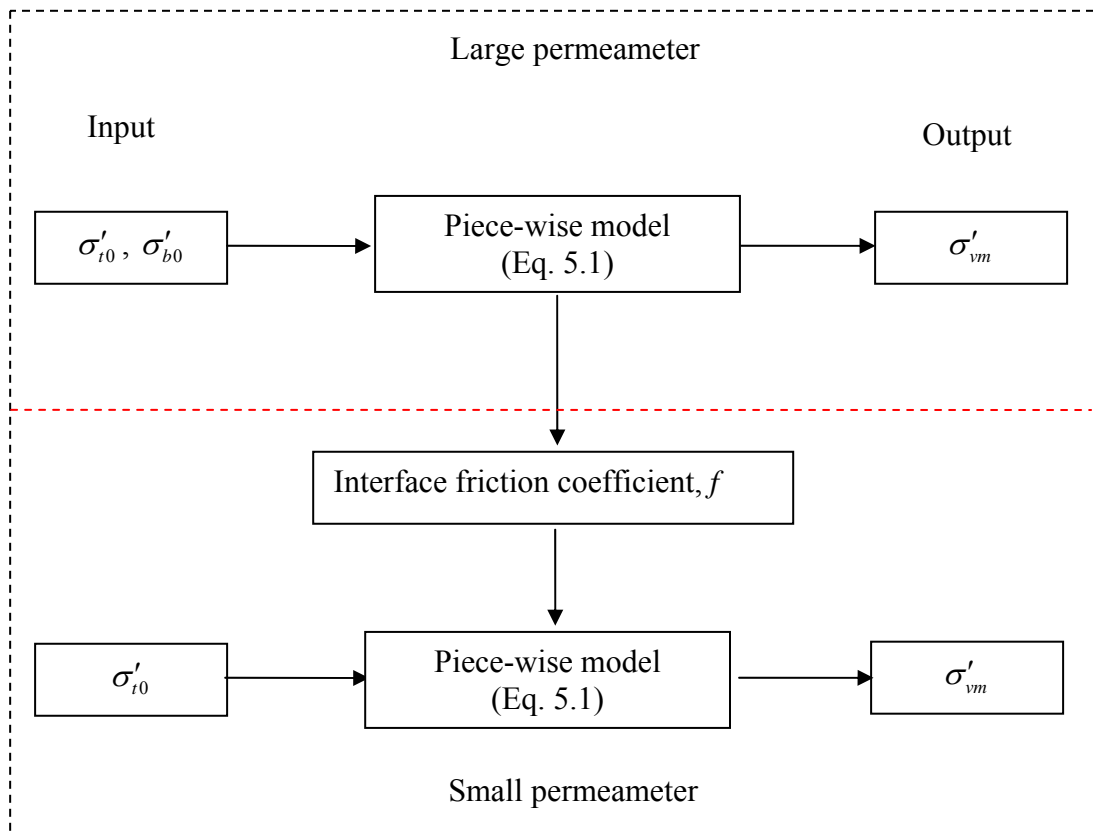 Large permeameter
Input
Output
σ′t0 , σ′b0
Piece-wise model
(Eq. 5.1)
σ′vm
Interface friction coefficient, f
σ′t0
Piece-wise model
(Eq. 5.1)
σ′vm
Small permeameter